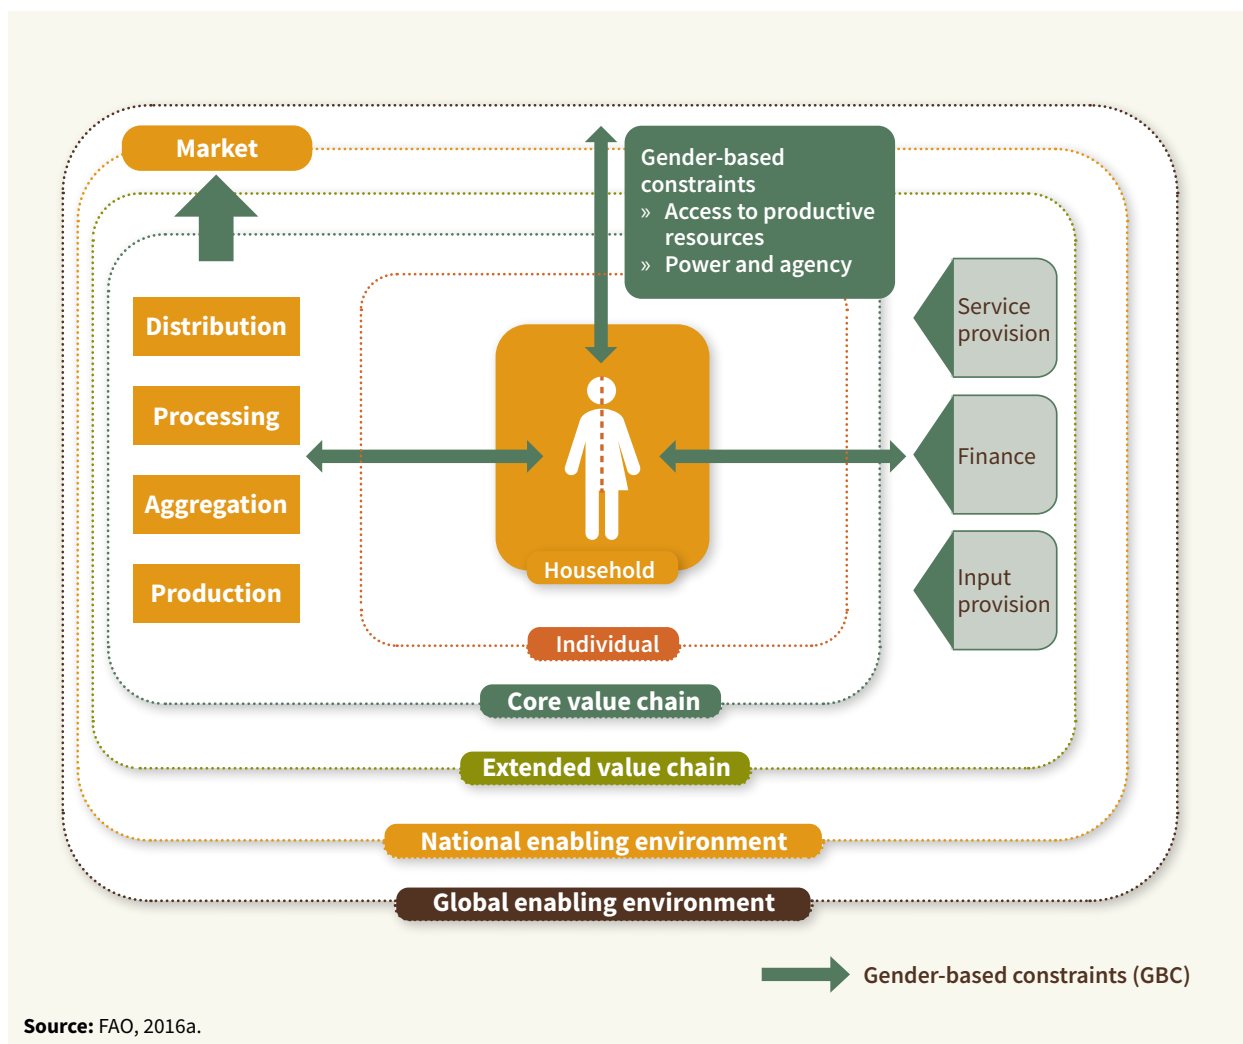 Market
Gender-based
constraints
» Access to productive
resources
» Power and agency
Distribution
Processing
Aggregation
Production
Service
provision
Finance
Input
provision
Household
Individual
Core value chain
Extended value chain
National enabling environment
Global enabling environment
Gender-based constraints (GBC)
Source: FAO, 2016a.